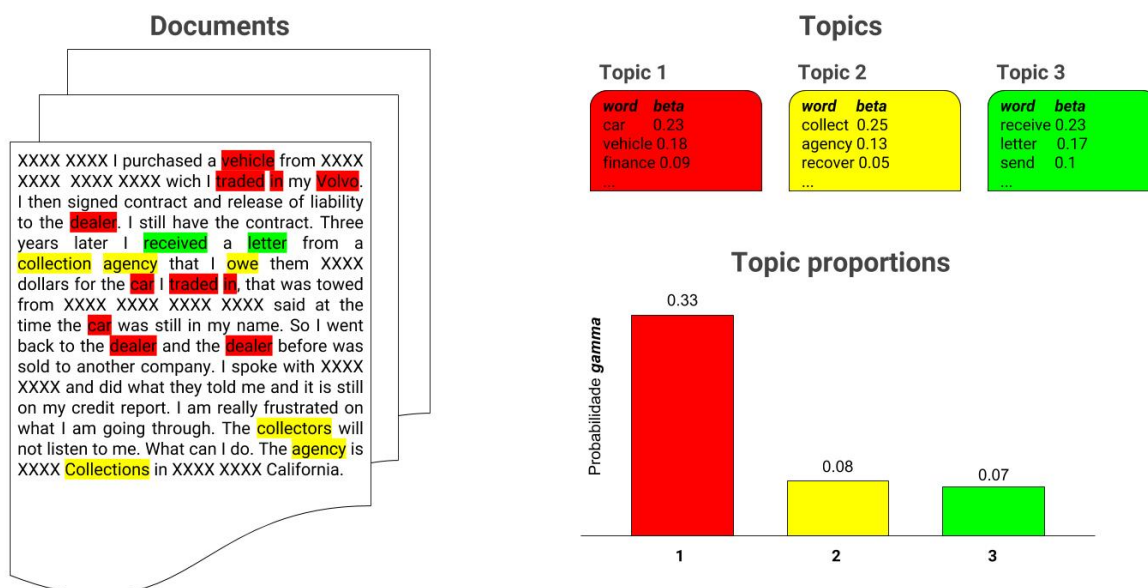 Documents
XXXX XXXX I purchased a vehicle from XXXX
XXXX XXXX XXXX wich I traded in my Volvo.
I then signed contract and release of liability
to the dealer. I still have the contract. Three
years later I received a letter from a
collection agency that I owe them XXXX
dollars for the car I traded in, that was towed
from XXXX XXXX XXXX XXXX said at the
time the car was still in my name. So I went
back to the dealer and the dealer before was
sold to another company. I spoke with XXXX
XXXX and did what they told me and it is still
on my credit report. I am really frustrated on
what I am going through. The collectors will
not listen to me. What can I do. The agency is
XXXX Collections in XXXX XXXX California.
Topics
Topic 1
word beta
car 0.23
vehicle 0.18
finance 0.09
...
Topic 2
word beta
collect 0.25
agency 0.13
recover 0.05
...
Topic 3
word beta
receive 0.23
letter 0.17
send 0.1
...
Topic proportions
Probabilidade gamma
0.33
0.08
0.07
1
2
3